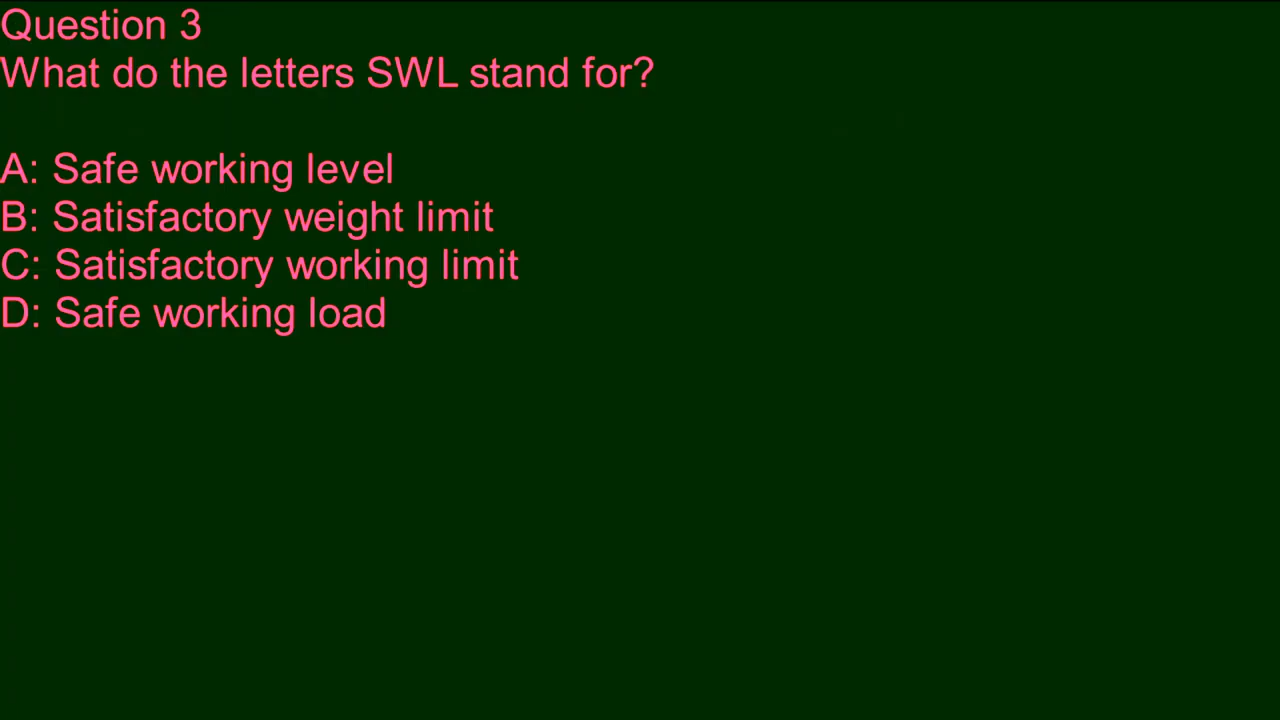 Question 3
What do the letters SWL stand for?
A: Safe working level
B: Satisfactory weight limit
C: Satisfactory working limit
D: Safe working load